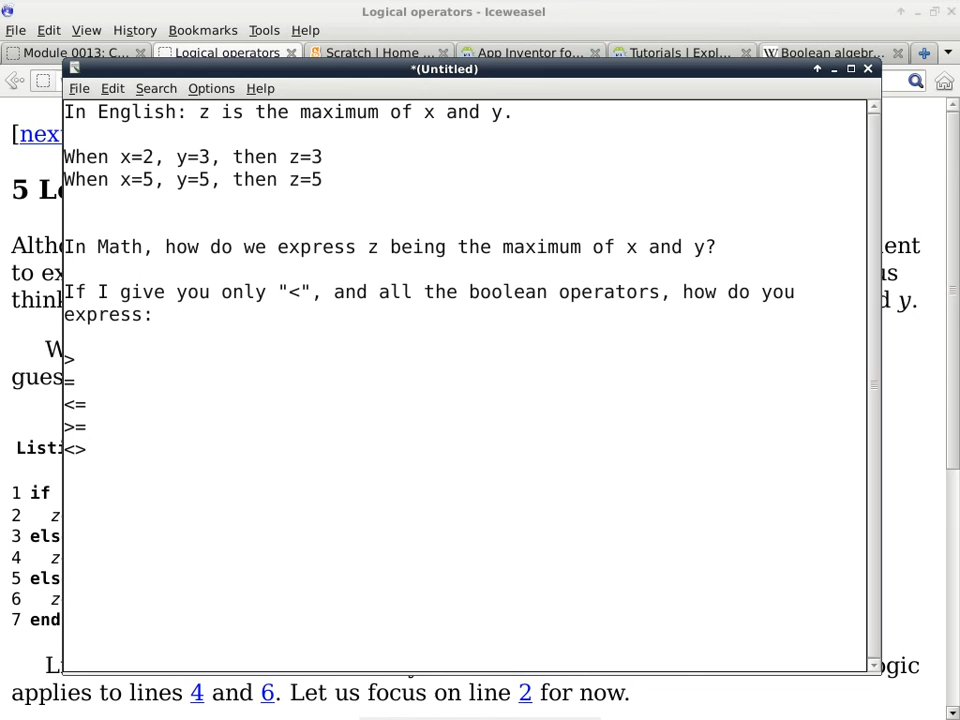 Logical operators - Iceweasel
File Edit View History Bookmarks Tools Help
Module 0013: C... Logical operators Scratch | Home ... App Inventor fo... Tutorials | Expl... Boolean algebr...
*(Untitled)
File Edit Search Options Help
In English: z is the maximum of x and y.
[nex
When x=2, y=3, then z=3
When x=5, y=5, then z=5
5 L
In Math, how do we express z being the maximum of x and y?
Altho ent
to ex us
If I give you only "<", and all the boolean operators, how do you
think d y.
express:
W
>
gues
=
<=
>=
<>
Listi
1 if
2 z
3 els
4 z
5 els
6 z
7 end
L ogic
applies to lines 4 and 6. Let us focus on line 2 for now.